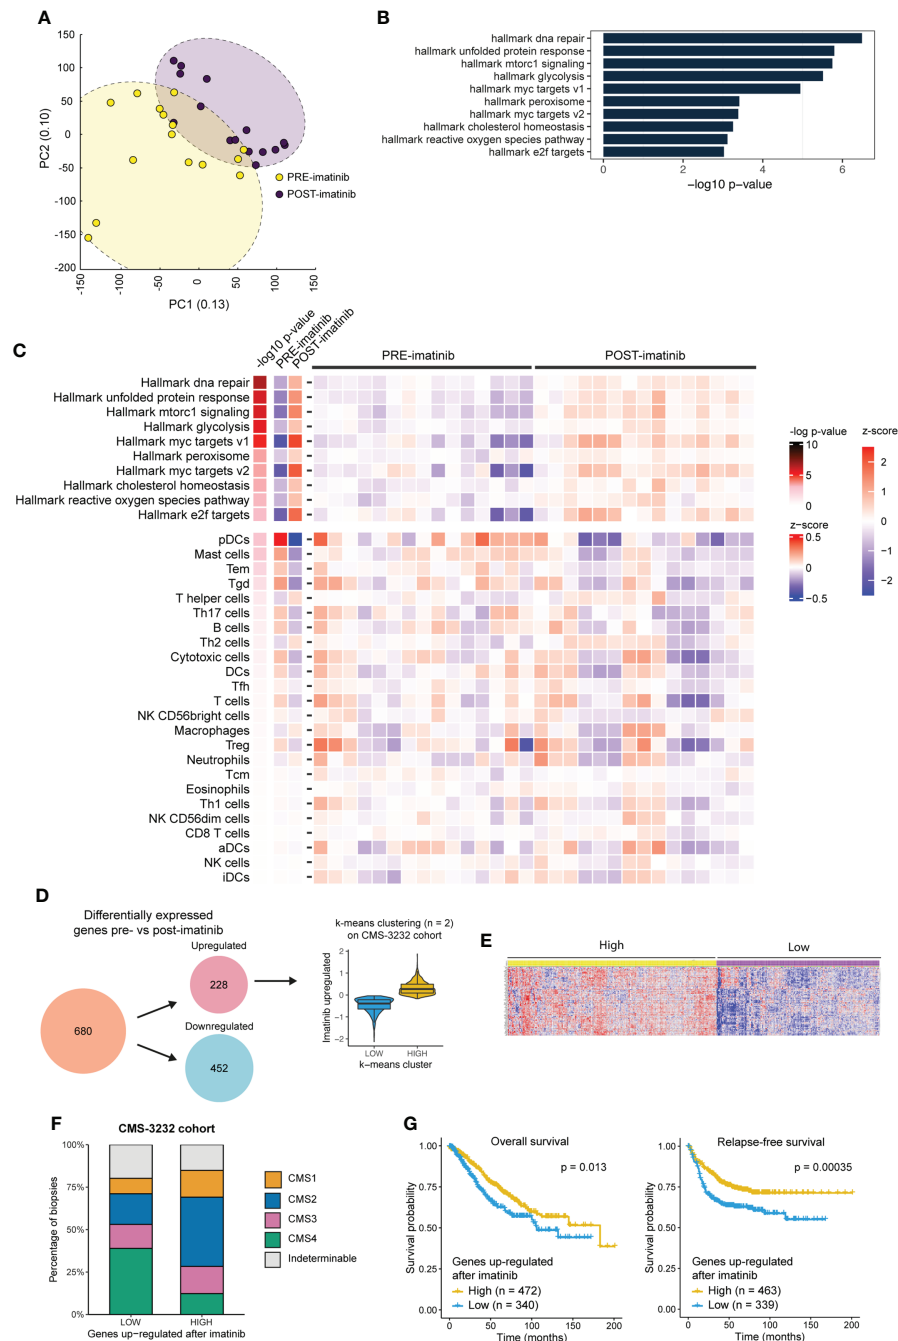 A
PC2 (0.10)
150
100
50
0
-50
-100
-150
-200
-150
-100
-50
0
50
100
150
PC1 (0.13)
PRE-imatinib
POST-imatinib
B
hallmark dna repair
hallmark unfolded protein response
hallmark mtorc1 signaling
hallmark glycolysis
hallmark myc targets v1
hallmark peroxisome
hallmark myc targets v2
hallmark cholesterol homeostasis
hallmark reactive oxygen species pathway
hallmark e2f targets
0 2 4 6
−log10 p−value
C
-log10 p-value
PRE-imatinib
POST-imatinib
PRE-imatinib
POST-imatinib
Hallmark dna repair
Hallmark unfolded protein response
Hallmark mtorc1 signaling
Hallmark glycolysis
Hallmark myc targets v1
Hallmark peroxisome
Hallmark myc targets v2
Hallmark cholesterol homeostasis
Hallmark reactive oxygen species pathway
Hallmark e2f targets
pDCs
Mast cells
Tem
Tgd
T helper cells
Th17 cells
B cells
Th2 cells
Cytotoxic cells
DCs
Tfh
T cells
NK CD56bright cells
Macrophages
Treg
Neutrophils
Tcm
Eosinophils
Th1 cells
NK CD56dim cells
CD8 T cells
aDCs
NK cells
iDCs
-log p-value
10
5
0
z-score
0.5
0
−0.5
z-score
2
1
0
−1
−2
D
Differentially expressed
genes pre- vs post-imatinib
680
Upregulated
228
Downregulated
452
k-means clustering (n = 2)
on CMS-3232 cohort
Imatinib upregulated
2
1
0
−1
−2
LOW HIGH
k−means cluster
E
High
Low
F
CMS-3232 cohort
Percentage of biopsies
100%
75%
50%
25%
0%
LOW HIGH
Genes up−regulated after imatinib
CMS1
CMS2
CMS3
CMS4
Indeterminable
G
Overall survival
p = 0.013
Survival probability
1.00
0.75
0.50
0.25
0.00
Genes up-regulated
after imatinib
High (n = 472)
Low (n = 340)
0 50 100 150 200
Time (months)
Relapse-free survival
p = 0.00035
Survival probability
1.00
0.75
0.50
0.25
0.00
Genes up-regulated
after imatinib
High (n = 463)
Low (n = 339)
0 50 100 150 200
Time (months)